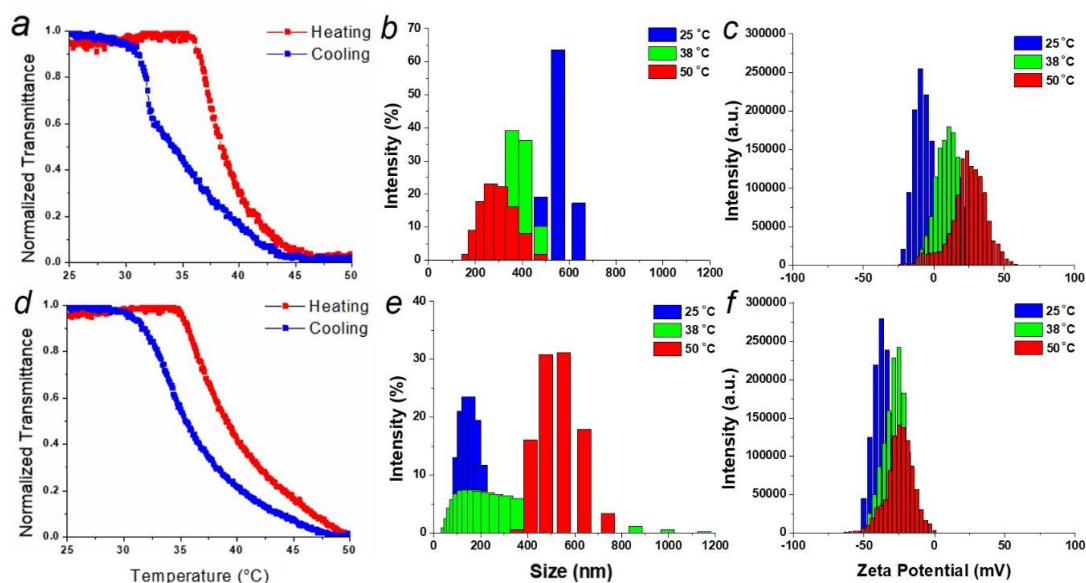 a
Normalized Transmittance
1.0
0.8
0.6
0.4
0.2
0.0
25 30 35 40 45 50
Heating
Cooling
b
Intensity (%)
70
60
50
40
30
20
10
0
0 200 400 600 800 1000 1200
25 °C
38 °C
50 °C
c
Intensity (a.u.)
300000
250000
200000
150000
100000
50000
0
-100 -50 0 50 100
25 °C
38 °C
50 °C
d
Normalized Transmittance
1.0
0.8
0.6
0.4
0.2
0.0
25 30 35 40 45 50
Temperature (°C)
Heating
Cooling
e
Intensity (%)
40
30
20
10
0
0 200 400 600 800 1000 1200
Size (nm)
25 °C
38 °C
50 °C
f
Intensity (a.u.)
300000
250000
200000
150000
100000
50000
0
-100 -50 0 50 100
Zeta Potential (mV)
25 °C
38 °C
50 °C